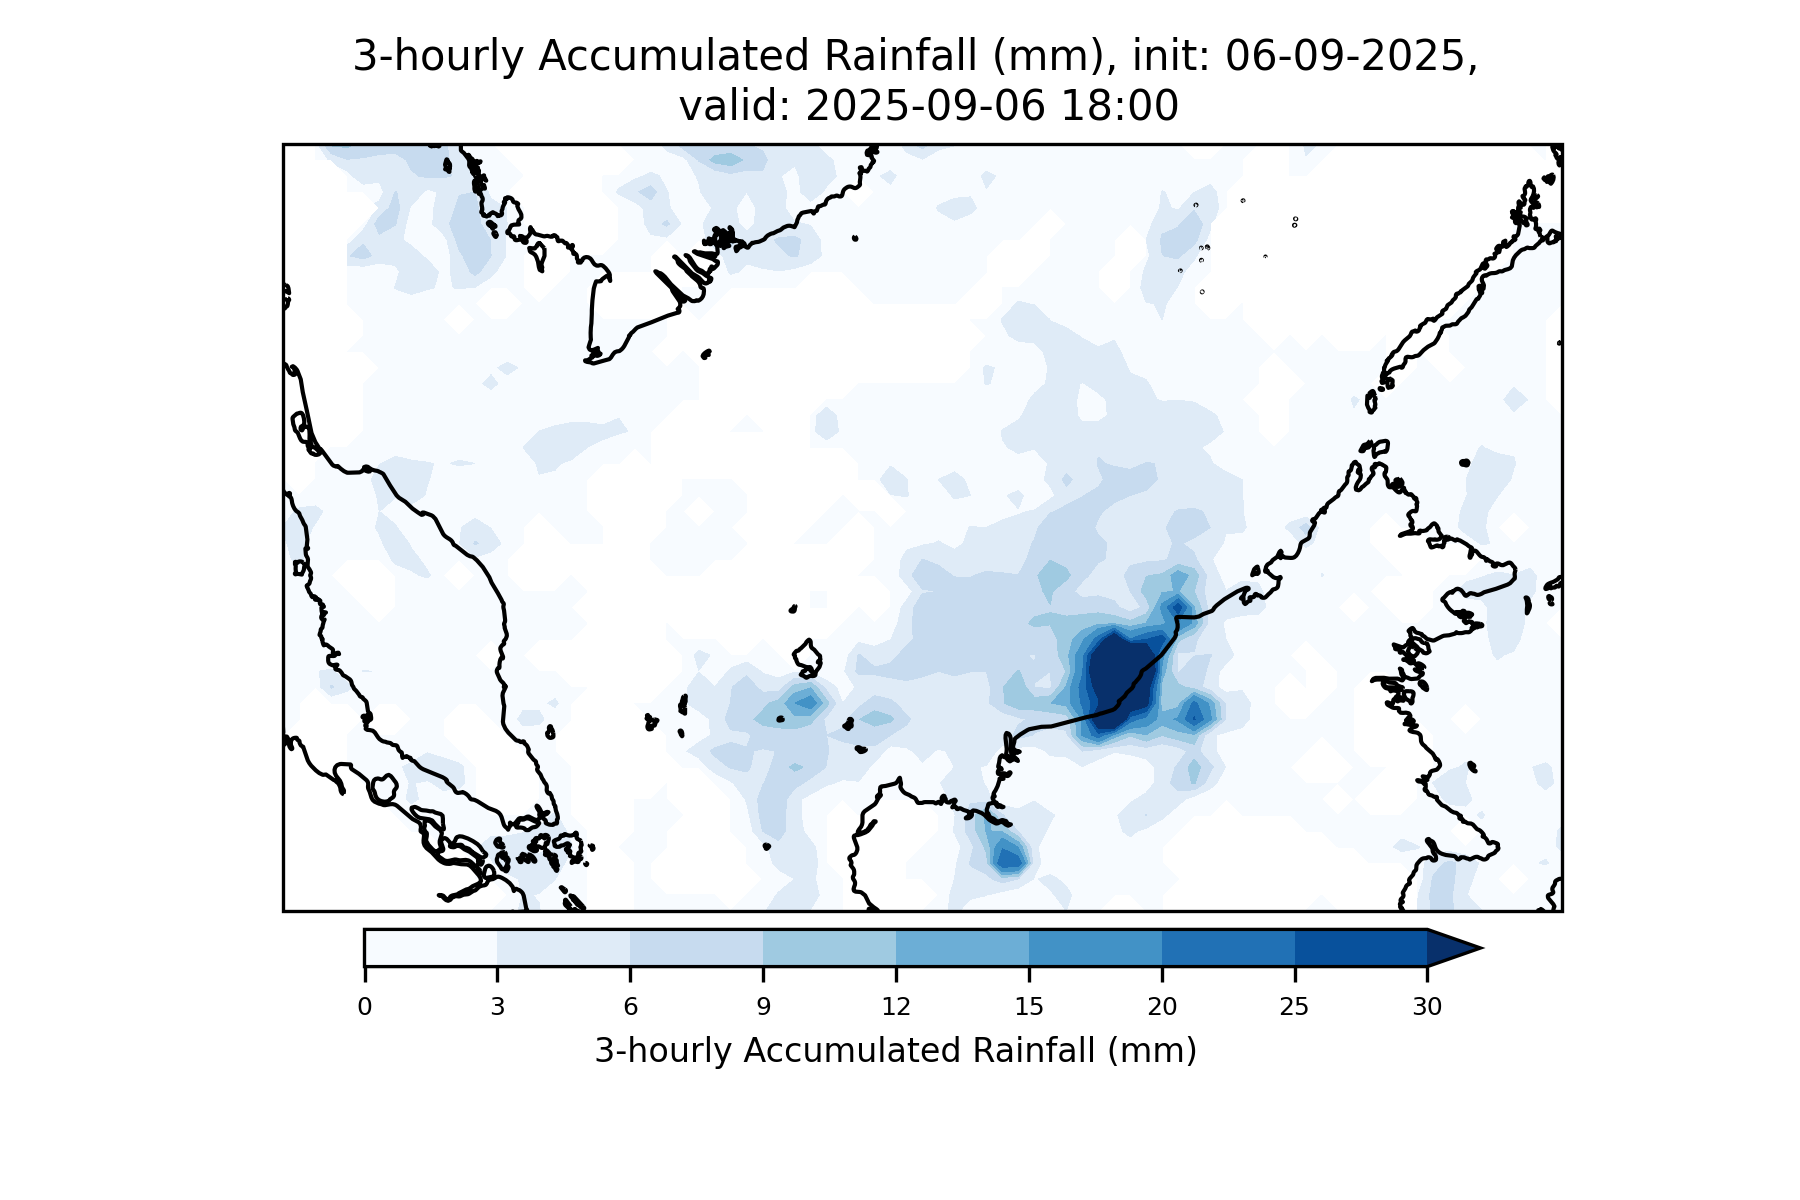 3-hourly Accumulated Rainfall (mm), init: 06-09-2025,
valid: 2025-09-06 18:00
0 3 6 9 12 15 20 25 30
3-hourly Accumulated Rainfall (mm)